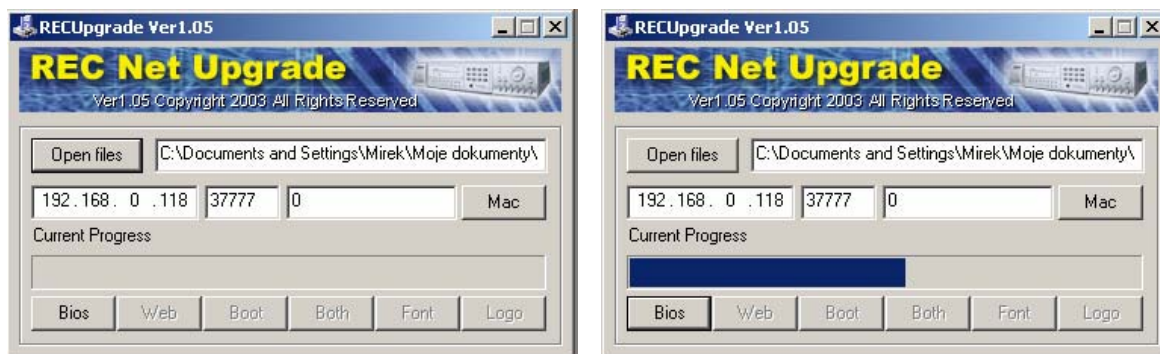 RECUpgrade Ver1.05
REC Net Upgrade
Ver1.05 Copyright 2003 All Rights Reserved
Open files C:\Documents and Settings\Mirek\Moje dokumenty\
192.168. 0 .118 37777 0 Mac
Current Progress
Bios Web Boot Both Font Logo
RECUpgrade Ver1.05
REC Net Upgrade
Ver1.05 Copyright 2003 All Rights Reserved
Open files C:\Documents and Settings\Mirek\Moje dokumenty\
192.168. 0 .118 37777 0 Mac
Current Progress
Bios Web Boot Both Font Logo